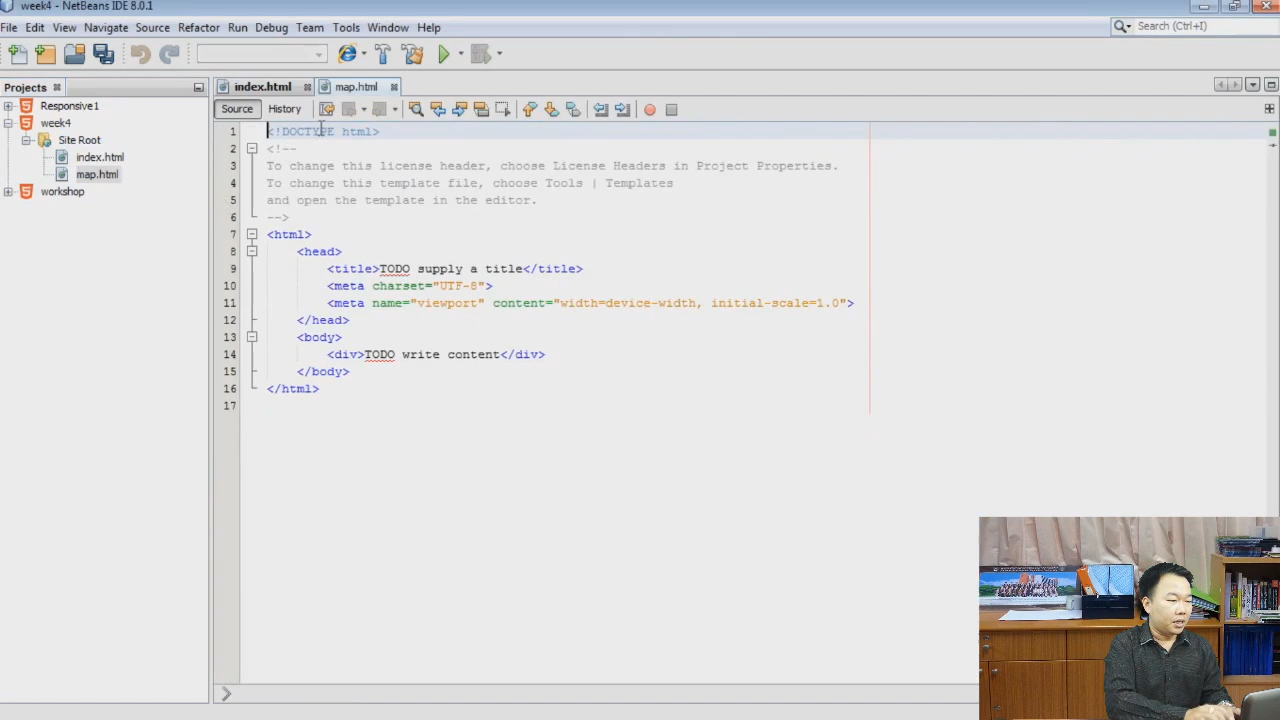 week4 - NetBeans IDE 8.0.1
File Edit View Navigate Source Refactor Run Debug Team Tools Window Help
Search (Ctrl+I)
Projects
index.html
map.html
Responsive1
week4
Site Root
index.html
map.html
workshop
Source
History
1 <!DOCTYPE html>
2 <!--
3 To change this license header, choose License Headers in Project Properties.
4 To change this template file, choose Tools | Templates
5 and open the template in the editor.
6 -->
7 <html>
8 <head>
9 <title>TODO supply a title</title>
10 <meta charset="UTF-8">
11 <meta name="viewport" content="width=device-width, initial-scale=1.0">
12 </head>
13 <body>
14 <div>TODO write content</div>
15 </body>
16 </html>
17